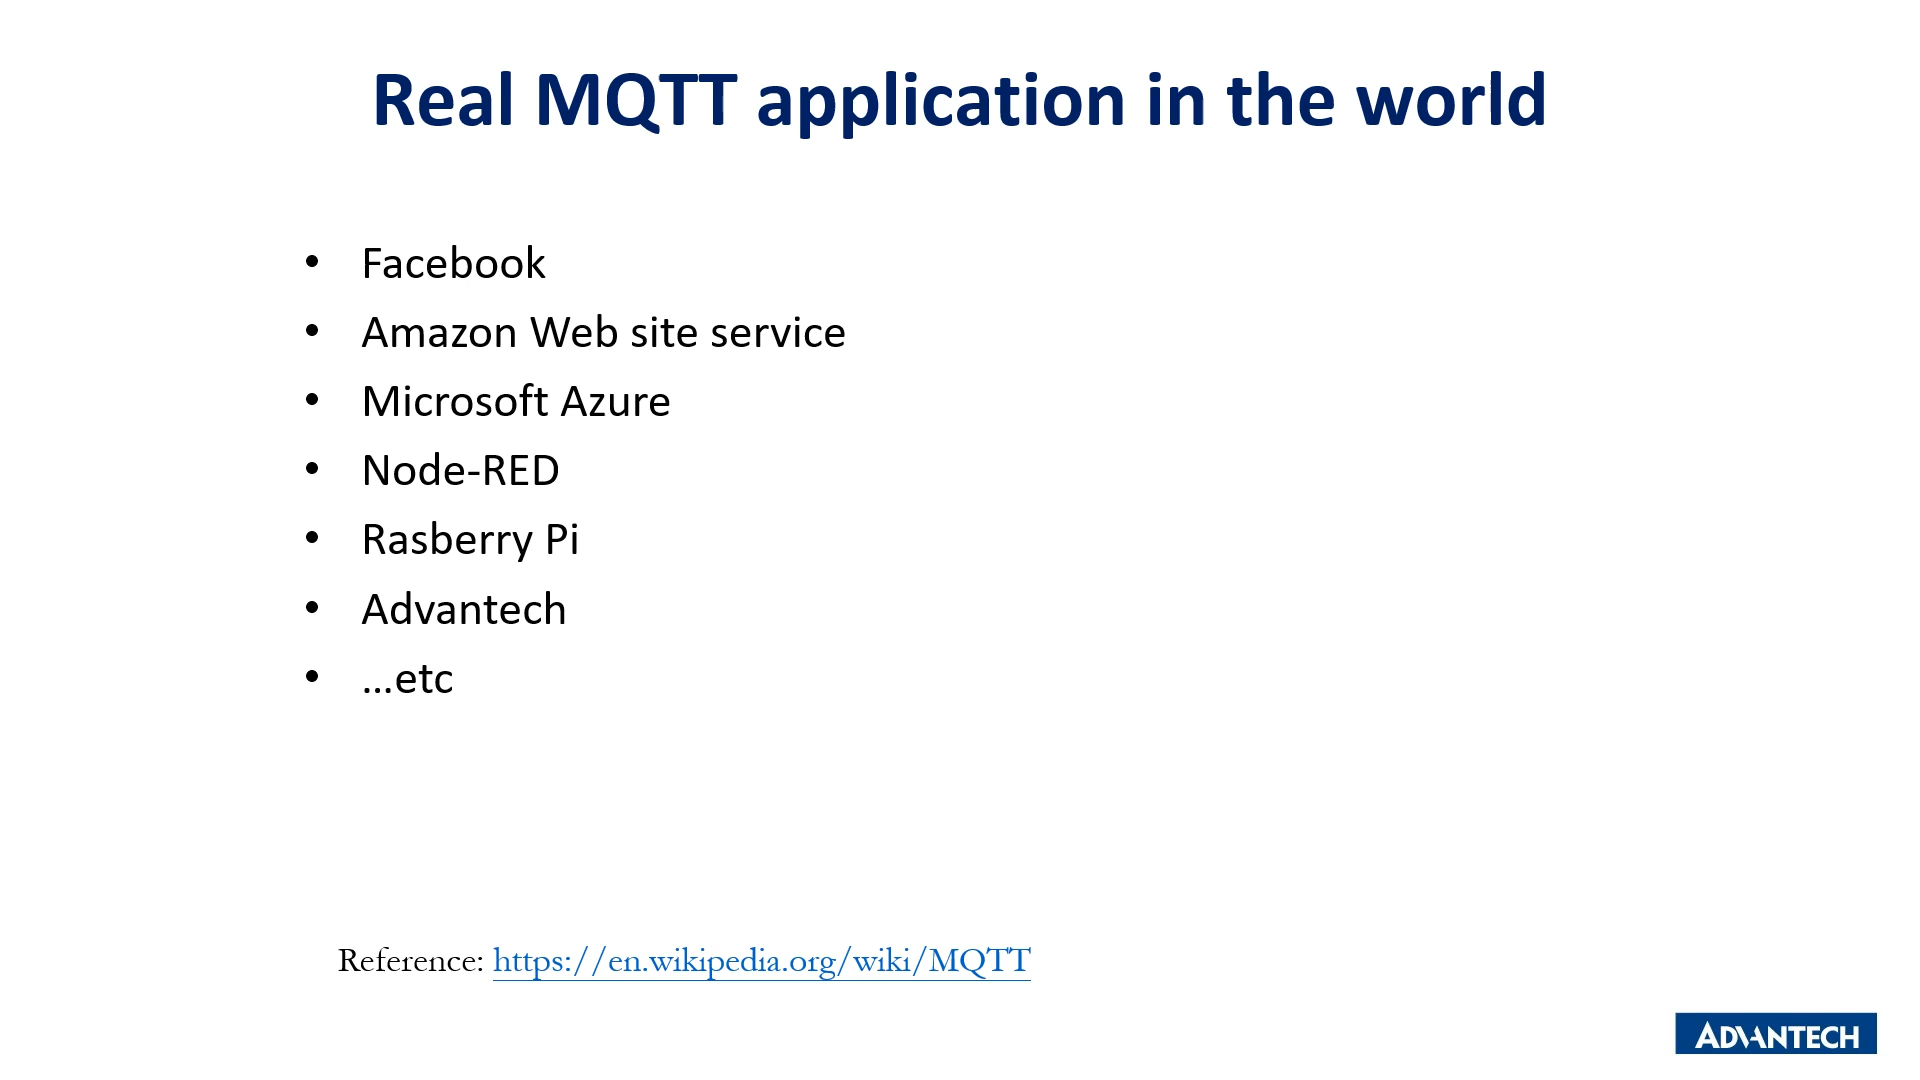 Real MQTT application in the world
• Facebook
• Amazon Web site service
• Microsoft Azure
• Node-RED
• Rasberry Pi
• Advantech
• ...etc
Reference: https://en.wikipedia.org/wiki/MQTT
ADVANTECH